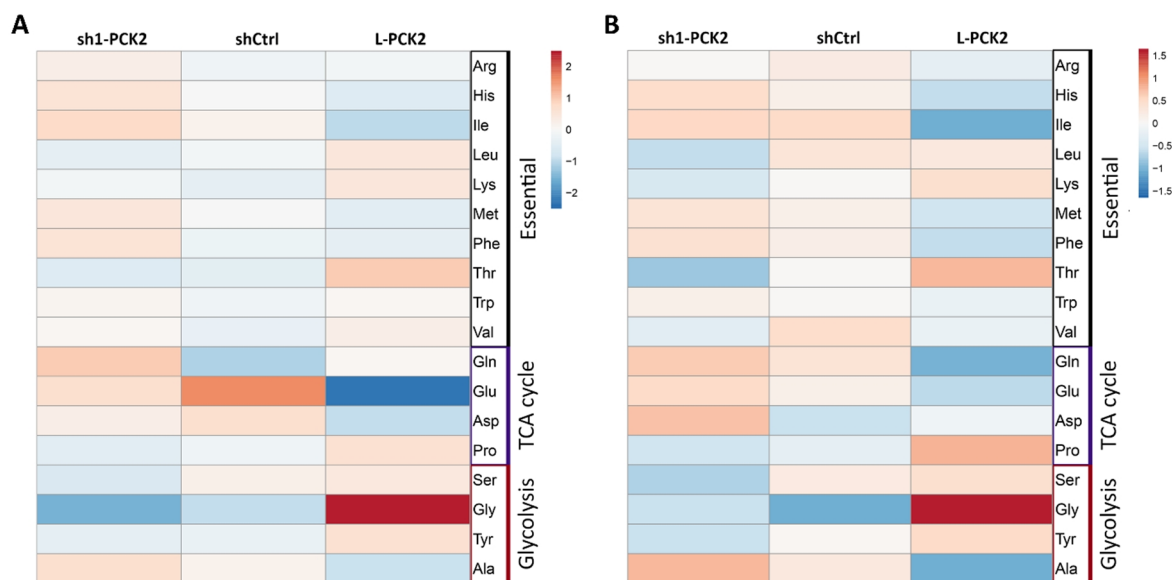 A
sh1-PCK2 shCtrl L-PCK2
Arg
His
Ile
Leu
Lys
Met
Phe
Thr
Trp
Val
Gln
Glu
Asp
Pro
Ser
Gly
Tyr
Ala
Essential
TCA cycle
Glycolysis
2
1
0
−1
−2
B
sh1-PCK2 shCtrl L-PCK2
Arg
His
Ile
Leu
Lys
Met
Phe
Thr
Trp
Val
Gln
Glu
Asp
Pro
Ser
Gly
Tyr
Ala
Essential
TCA cycle
Glycolysis
1.5
1
0.5
0
−0.5
−1
−1.5